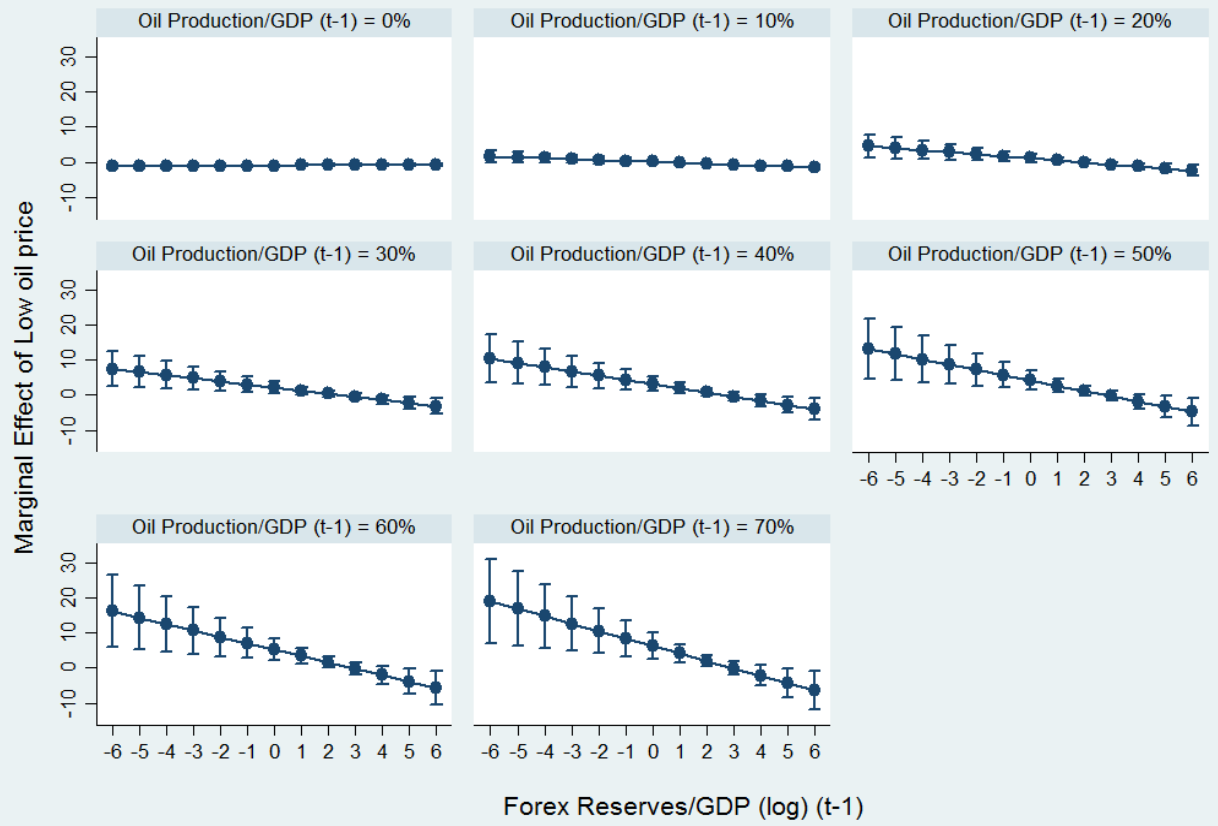 Oil Production/GDP (t-1) = 0%
Oil Production/GDP (t-1) = 10%
Oil Production/GDP (t-1) = 20%
30
20
10
0
-10
Oil Production/GDP (t-1) = 30%
Oil Production/GDP (t-1) = 40%
Oil Production/GDP (t-1) = 50%
30
20
10
0
-10
-6 -5 -4 -3 -2 -1 0 1 2 3 4 5 6
Oil Production/GDP (t-1) = 60%
Oil Production/GDP (t-1) = 70%
30
20
10
0
-10
-6 -5 -4 -3 -2 -1 0 1 2 3 4 5 6
-6 -5 -4 -3 -2 -1 0 1 2 3 4 5 6
Marginal Effect of Low oil price
Forex Reserves/GDP (log) (t-1)